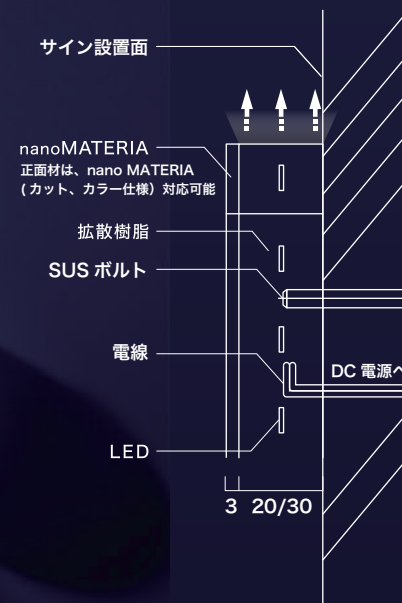 サイン設置面
nanoMATERIA
正面材は、nano MATERIA
(カット、カラー仕様）対応可能
拡散樹脂
SUS ボルト
電線
DC 電源へ
LED
3 20/30